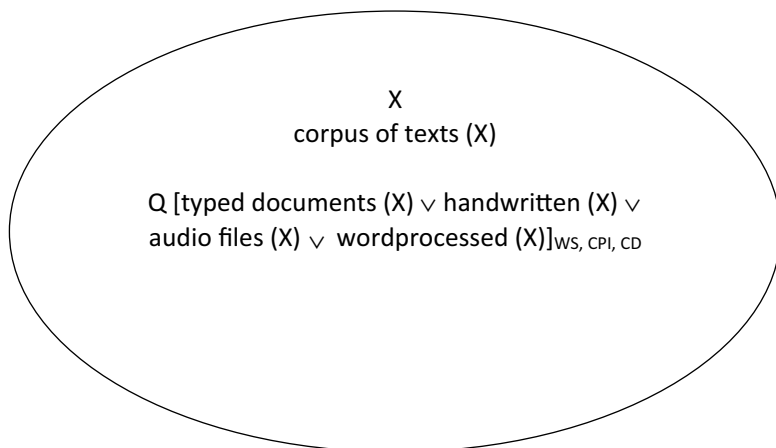 X
corpus of texts (X)
Q [typed documents (X) ∨ handwritten (X) ∨
audio files (X) ∨ wordprocessed (X)]WS, CPI, CD